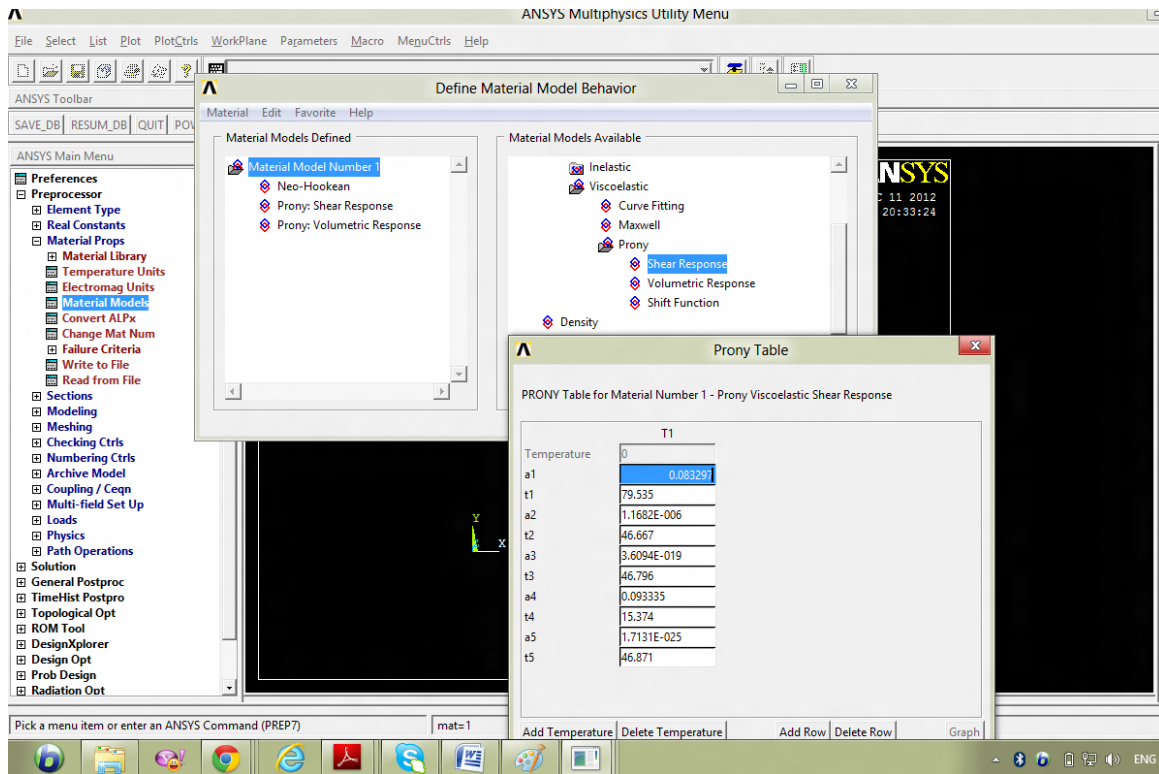 ANSYS Multiphysics Utility Menu
File Select List Plot PlotCtrls WorkPlane Parameters Macro MenuCtrls Help
ANSYS Toolbar
SAVE_DB RESUM_DB QUIT
ANSYS Main Menu
Preferences
Preprocessor
Element Type
Real Constants
Material Props
Material Library
Temperature Units
Electromag Units
Material Models
Convert ALPx
Change Mat Num
Failure Criteria
Write to File
Read from File
Sections
Modeling
Meshing
Checking Ctrls
Numbering Ctrls
Archive Model
Coupling / Ceqn
Multi-field Set Up
Loads
Physics
Path Operations
Solution
General Postproc
TimeHist Postpro
Topological Opt
ROM Tool
DesignXplorer
Design Opt
Prob Design
Radiation Opt
Define Material Model Behavior
Material Edit Favorite Help
Material Models Defined
Material Model Number 1
Neo-Hookean
Prony: Shear Response
Prony: Volumetric Response
Material Models Available
Inelastic
Viscoelastic
Curve Fitting
Maxwell
Prony
Shear Response
Volumetric Response
Shift Function
Density
NSYS
11 2012
20:33:24
Y
X
Prony Table
PRONY Table for Material Number 1 - Prony Viscoelastic Shear Response
T1
Temperature 0
a1 0.083297
t1 79.535
a2 1.1682E-006
t2 46.667
a3 3.6094E-019
t3 46.796
a4 0.093335
t4 15.374
a5 1.7131E-025
t5 46.871
Add Temperature Delete Temperature Add Row Delete Row Graph
Pick a menu item or enter an ANSYS Command (PREP7) mat=1
ENG